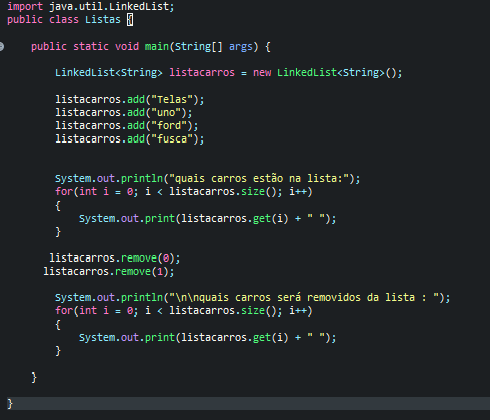 import java.util.LinkedList;
public class Listas {
public static void main(String[] args) {
LinkedList<String> listacarros = new LinkedList<String>();
listacarros.add("Telas");
listacarros.add("uno");
listacarros.add("ford");
listacarros.add("fusca");
System.out.println("quais carros estão na lista:");
for(int i = 0; i < listacarros.size(); i++)
{
System.out.print(listacarros.get(i) + " ");
}
listacarros.remove(0);
listacarros.remove(1);
System.out.println("\n\nquais carros será removidos da lista : ");
for(int i = 0; i < listacarros.size(); i++)
{
System.out.print(listacarros.get(i) + " ");
}
}
}